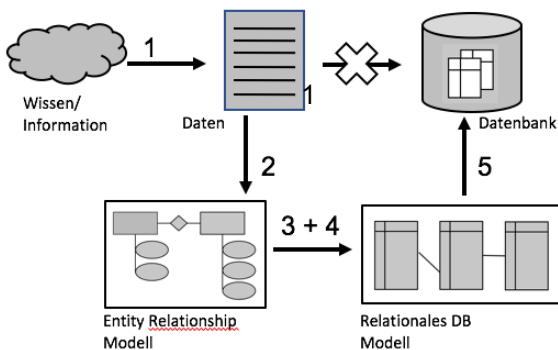 1
Wissen/
Information
Daten
1
Datenbank
2
5
3 + 4
Entity Relationship
Modell
Relationales DB
Modell